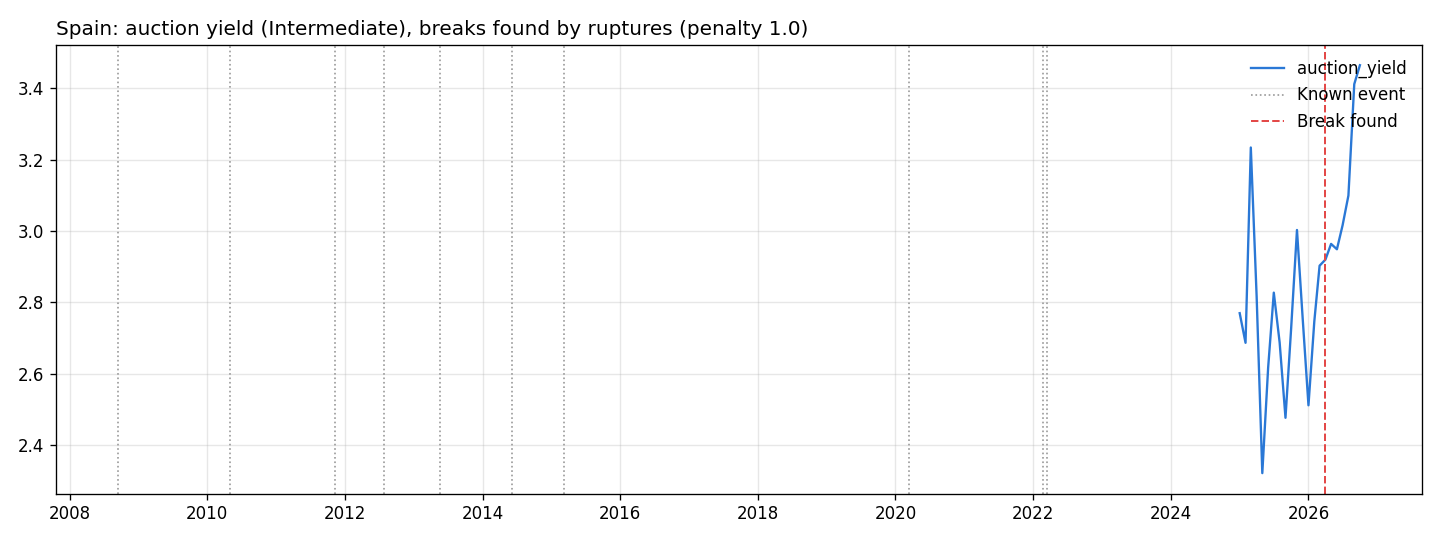 Spain: auction yield (Intermediate), breaks found by ruptures (penalty 1.0)
auction_yield
Known event
Break found
3.4
3.2
3.0
2.8
2.6
2.4
2008 2010 2012 2014 2016 2018 2020 2022 2024 2026